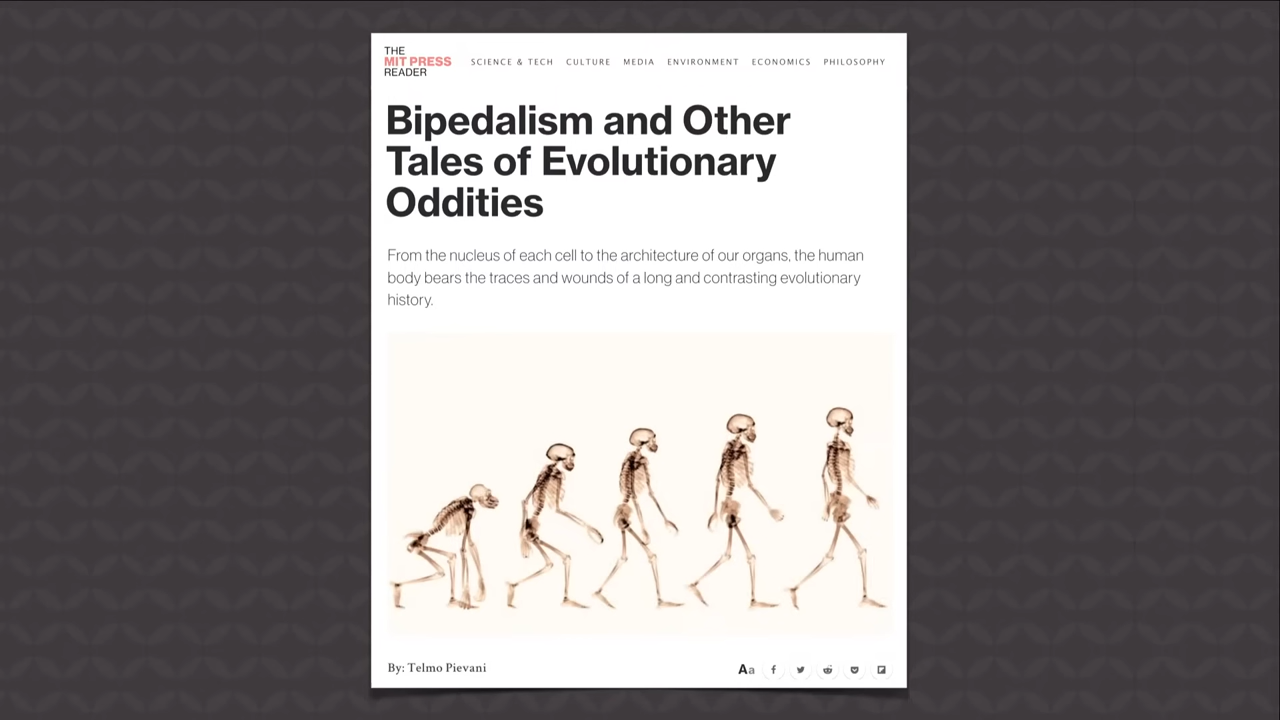 THE
MIT PRESS
READER
SCIENCE & TECH CULTURE MEDIA ENVIRONMENT ECONOMICS PHILOSOPHY
Bipedalism and Other
Tales of Evolutionary
Oddities
From the nucleus of each cell to the architecture of our organs, the human
body bears the traces and wounds of a long and contrasting evolutionary
history.
By: Telmo Pievani
Aa